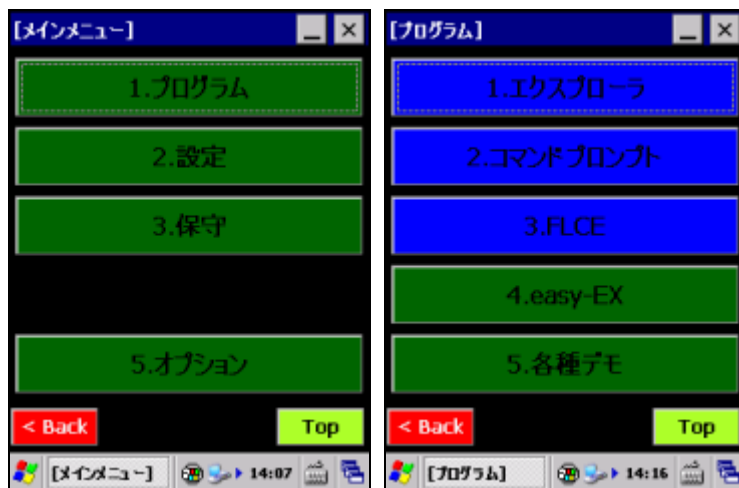 [メインメニュー]
1.プログラム
2.設定
3.保守
5.オプション
< Back
Top
[メインメニュー]
14:07
[プログラム]
1.エクスプローラ
2.コマンドプロンプト
3.FLCE
4.easy-EX
5.各種デモ
< Back
Top
[プログラム]
14:16